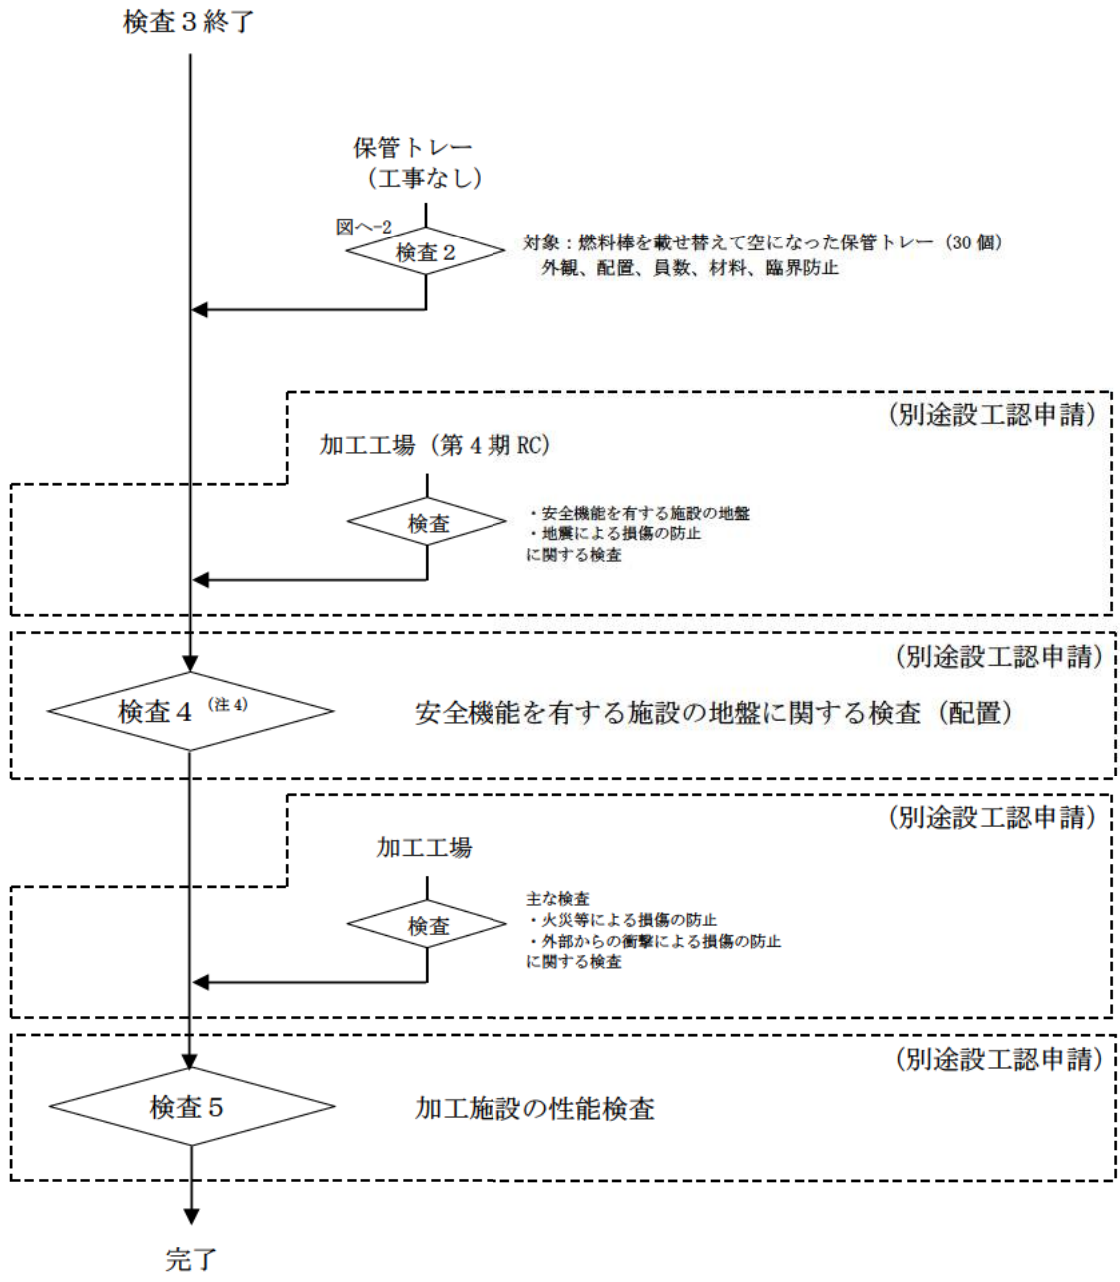 検査３終了
保管トレー
（工事なし）
図へ-2
検査２
対象：燃料棒を載せ替えて空になった保管トレー（30 個）
外観、配置、員数、材料、臨界防止
（別途設工認申請）
加工工場（第４期 RC）
検査
・安全機能を有する施設の地盤
・地震による損傷の防止
に関する検査
（別途設工認申請）
検査４（注 4）
安全機能を有する施設の地盤に関する検査（配置）
（別途設工認申請）
加工工場
検査
主な検査
・火災等による損傷の防止
・外部からの衝撃による損傷の防止
に関する検査
（別途設工認申請）
検査５
加工施設の性能検査
完了